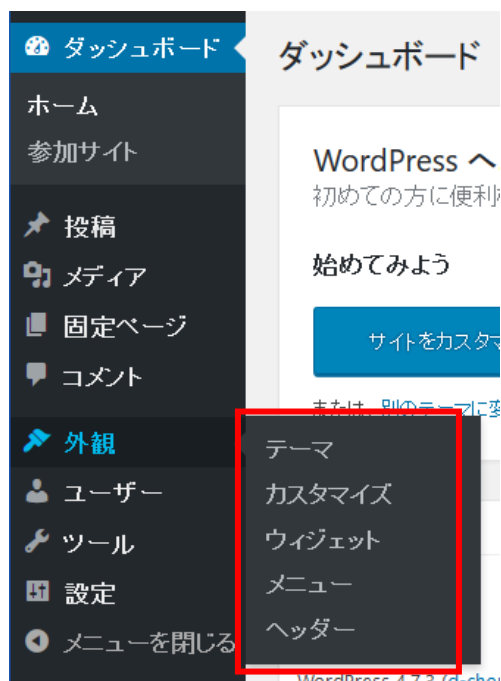 ダッシュボード
ホーム
参加サイト
投稿
メディア
固定ページ
コメント
外観
ユーザー
ツール
設定
メニューを閉じる
テーマ
カスタマイズ
ウィジェット
メニュー
ヘッダー
ダッシュボード
WordPress へ
初めての方に便利
始めてみよう
サイトをカスタマ
または、別のテーマに変
WordPress 4.7.3